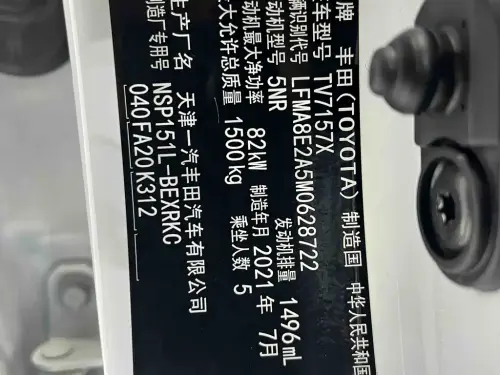 牌 丰田(TOYOTA) 制造国 中华人民共和国
车型号 TV7157X
辆识别代号 LFMA8E2A5M0628722
动机型号 5NR 发动机排量 1496mL
动机最大净功率 82kW 制造年月 2021年 7月
大允许总质量 1500kg 乘坐人数 5
生产厂名 天津一汽丰田汽车有限公司
制造厂专用号 NSP151L-BEXRKC
040FA20K312